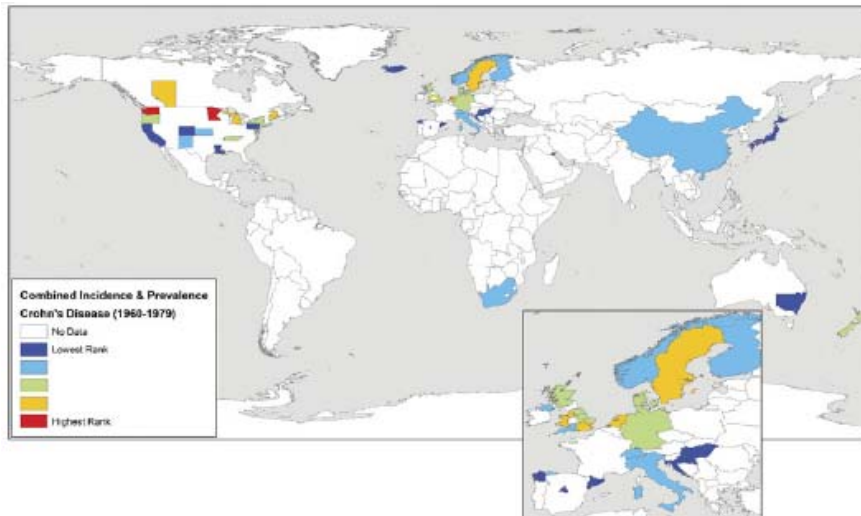 Combined Incidence & Prevalence
Crohn's Disease (1960-1979)
No Data
Lowest Rank
Highest Rank